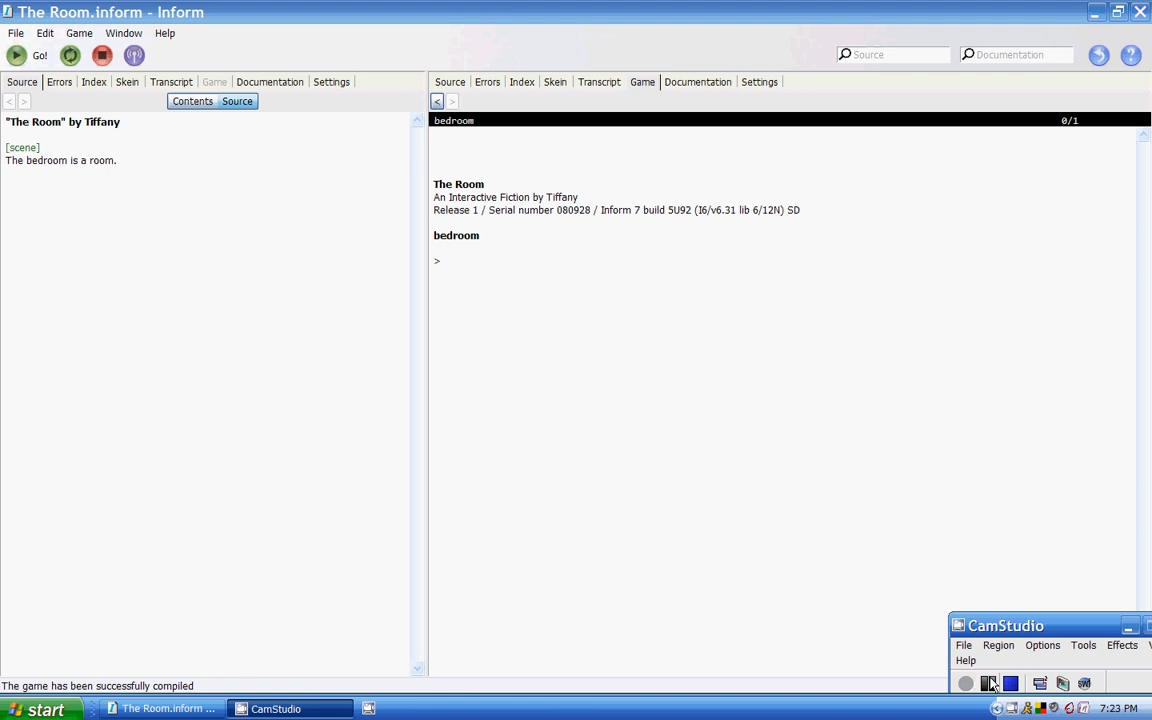 The Room.inform - Inform
File Edit Game Window Help
Go! Source Documentation
Source Errors Index Skein Transcript Game Documentation Settings
Source Errors Index Skein Transcript Game Documentation Settings
< > Contents Source
< >
"The Room" by Tiffany
[scene]
The bedroom is a room.
bedroom 0/1
The Room
An Interactive Fiction by Tiffany
Release 1 / Serial number 080928 / Inform 7 build 5U92 (I6/v6.31 lib 6/12N) SD
bedroom
>
CamStudio
File Region Options Tools Effects
Help
SWF
The game has been successfully compiled
start The Room.inform ... CamStudio 7:23 PM